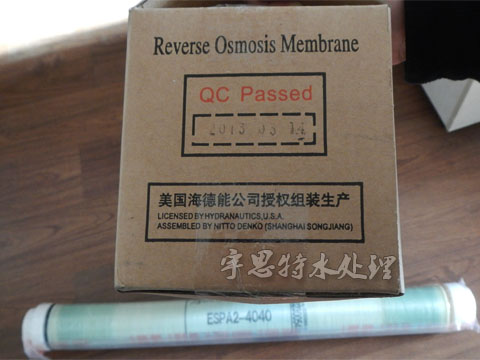 Reverse Osmosis Membrane
QC Passed
2013 03 14
美国海德能公司授权组装生产
LICENSED BY HYDRANAUTICS, U.S.A.
ASSEMBLED BY NITTO DENKO (SHANGHAI SONGJIANG)
宇思特水处理
ESPA2-4040